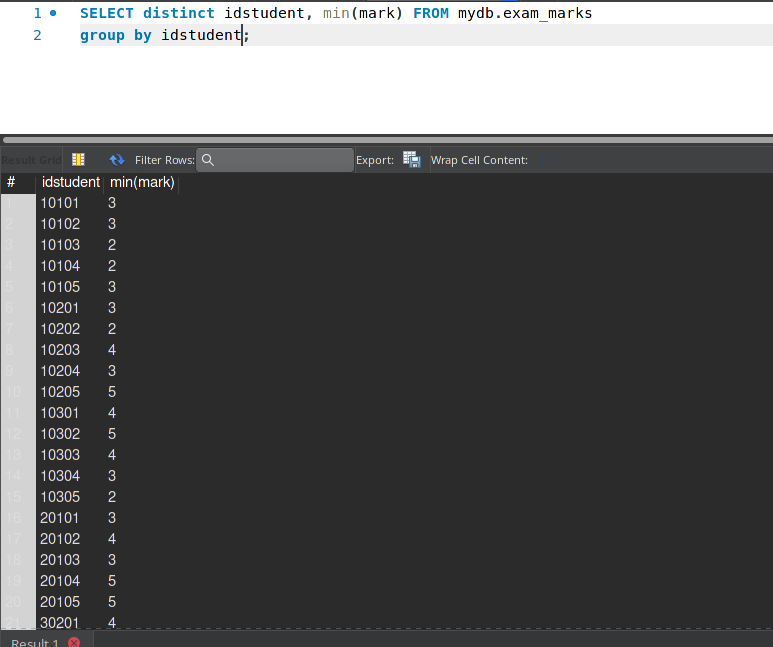 1 SELECT distinct idstudent, min(mark) FROM mydb.exam_marks
2 group by idstudent;
Result Grid Filter Rows: Export: Wrap Cell Content:
# idstudent min(mark)
1 10101 3
2 10102 3
3 10103 2
4 10104 2
5 10105 3
6 10201 3
7 10202 2
8 10203 4
9 10204 3
10 10205 5
11 10301 4
12 10302 5
13 10303 4
14 10304 3
15 10305 2
16 20101 3
17 20102 4
18 20103 3
19 20104 5
20 20105 5
21 30201 4
Result 1